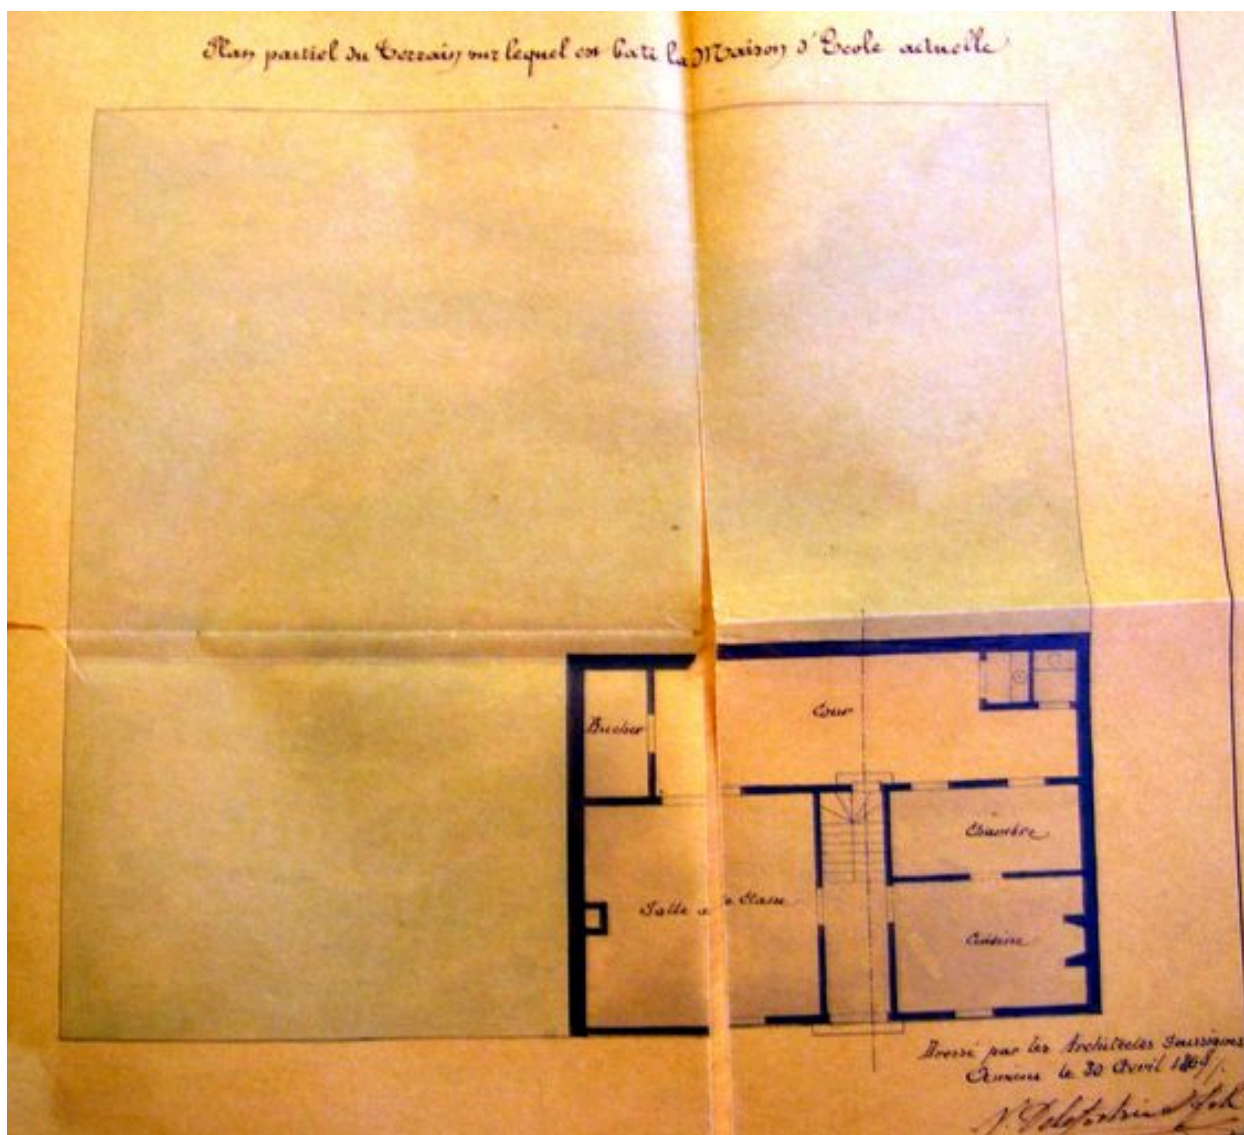 Plan partiel du Terrain sur lequel est bati la Maison d'Ecole actuelle
Bucher
Cour
Chambre
Salle de Classe
Cuisine
Dressé par les Architectes Soussignés
Amiens le 30 Avril